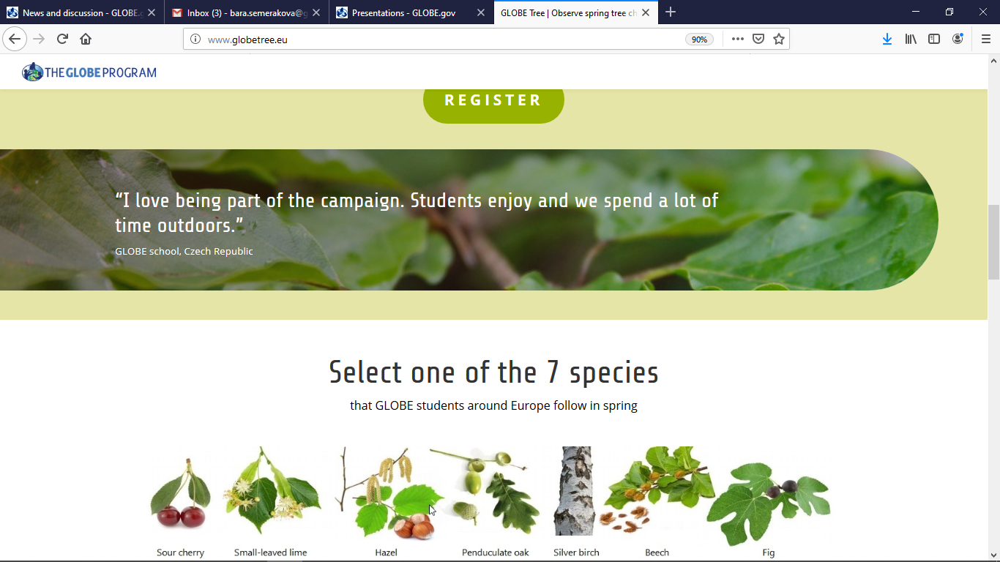 News and discussion - GLOBE.g
Inbox (3) - bara.semerakova@g
Presentations - GLOBE.gov
GLOBE Tree | Observe spring tree ch
www.globetree.eu
90%
THE GLOBE PROGRAM
REGISTER
“I love being part of the campaign. Students enjoy and we spend a lot of
time outdoors.”
GLOBE school, Czech Republic
Select one of the 7 species
that GLOBE students around Europe follow in spring
Sour cherry Small-leaved lime Hazel Penduculate oak Silver birch Beech Fig